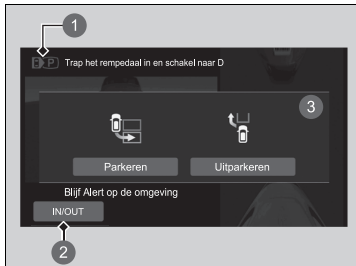 1
P Trap het rempedaal in en schakel naar D
3
Parkeren Uitparkeren
Blijf Alert op de omgeving
IN/OUT
2